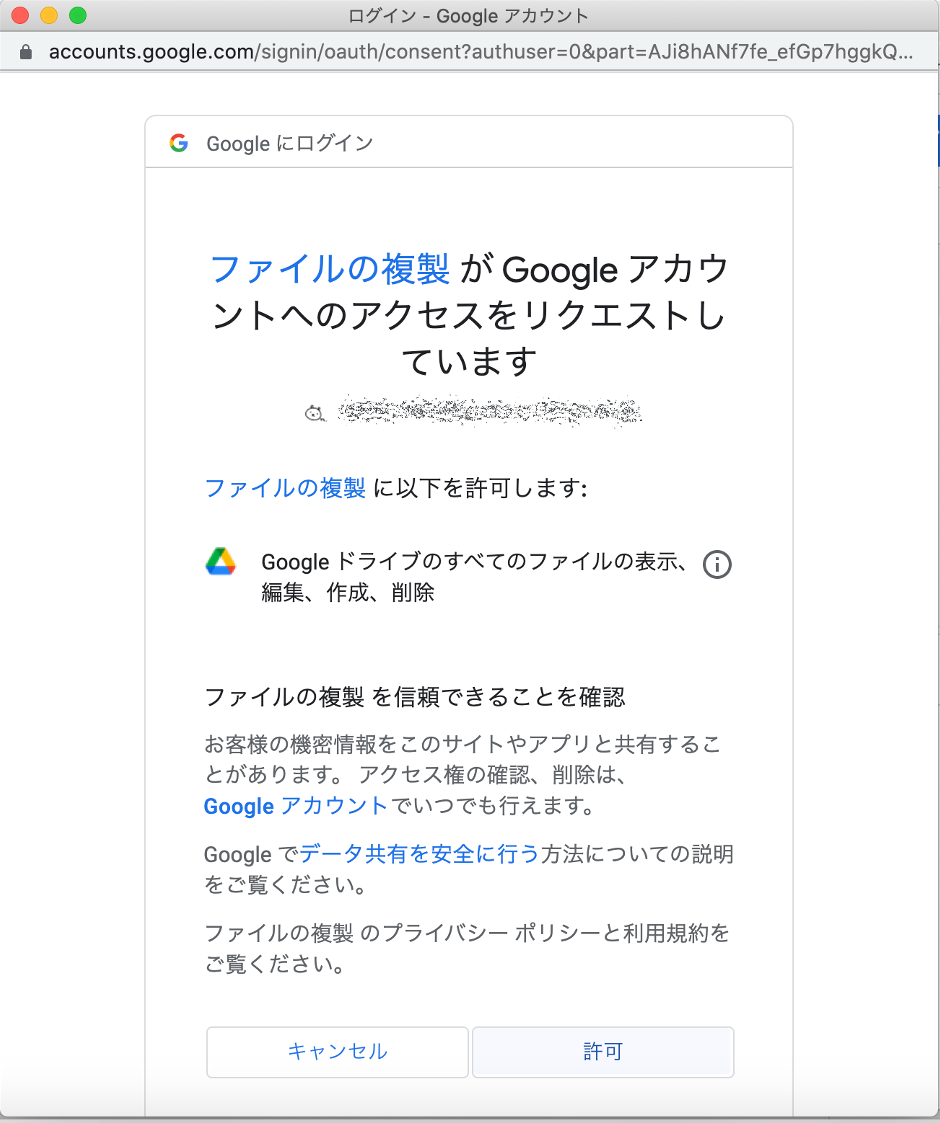 ログイン - Google アカウント
accounts.google.com/signin/oauth/consent?authuser=0&part=AJi8hANf7fe_efGp7hggkQ...
Google にログイン
ファイルの複製 が Google アカウ
ントへのアクセスをリクエストし
ています
ファイルの複製 に以下を許可します:
Google ドライブのすべてのファイルの表示、
編集、作成、削除
ファイルの複製 を信頼できることを確認
お客様の機密情報をこのサイトやアプリと共有するこ
とがあります。 アクセス権の確認、削除は、
Google アカウントでいつでも行えます。
Google でデータ共有を安全に行う方法についての説明
をご覧ください。
ファイルの複製 のプライバシー ポリシーと利用規約を
ご覧ください。
キャンセル
許可